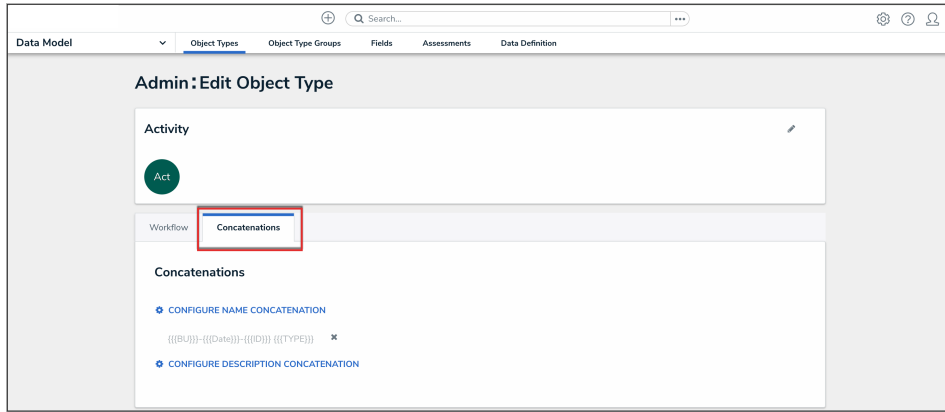 Search...
Data Model Object Types Object Type Groups Fields Assessments Data Definition
Admin:Edit Object Type
Activity
Act
Workflow Concatenations
Concatenations
CONFIGURE NAME CONCATENATION
{{{BU}}}-{{{Date}}}-{{{ID}}} {{{TYPE}}}
CONFIGURE DESCRIPTION CONCATENATION